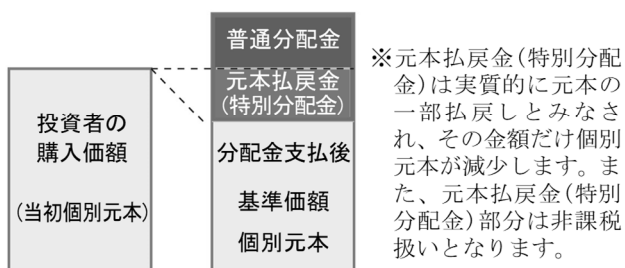 普通分配金
元本払戻金
(特別分配金)
投資者の
購入価額
(当初個別元本)
分配金支払後
基準価額
個別元本
※元本払戻金(特別分配
金)は実質的に元本の
一部払戻しとみなさ
れ、その金額だけ個別
元本が減少します。ま
た、元本払戻金(特別
分配金)部分は非課税
扱いとなります。